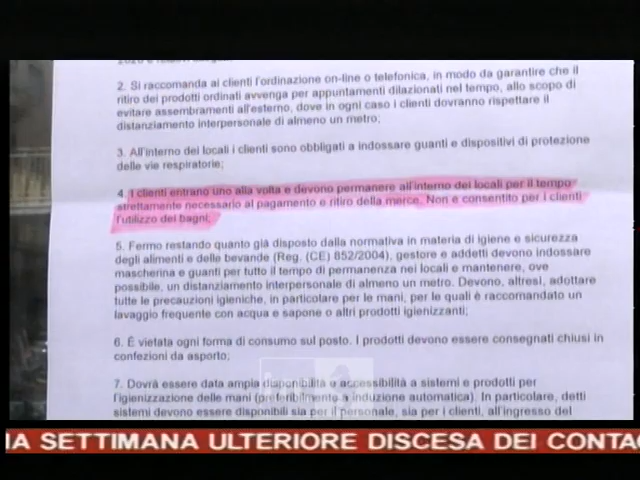 2. Si raccomanda ai clienti l'ordinazione on-line o telefonica, in modo da garantire che il
ritiro dei prodotti ordinati avvenga per appuntamenti dilazionati nel tempo, allo scopo di
evitare assembramenti all'esterno, dove in ogni caso i clienti dovranno rispettare il
distanziamento interpersonale di almeno un metro;
3. All'interno dei locali i clienti sono obbligati a indossare guanti e dispositivi di protezione
delle vie respiratorie;
4. I clienti entrano uno alla volta e devono permanere all'interno dei locali per il tempo
strettamente necessario al pagamento e ritiro della merce. Non è consentito per i clienti
l'utilizzo dei bagni;
5. Fermo restando quanto già disposto dalla normativa in materia di igiene e sicurezza
degli alimenti e delle bevande (Reg. (CE) 852/2004), gestore e addetti devono indossare
mascherina e guanti per tutto il tempo di permanenza nei locali e mantenere, ove
possibile, un distanziamento interpersonale di almeno un metro. Devono, altresì, adottare
tutte le precauzioni igieniche, in particolare per le mani, per le quali è raccomandato un
lavaggio frequente con acqua e sapone o altri prodotti igienizzanti;
6. É vietata ogni forma di consumo sul posto. I prodotti devono essere consegnati chiusi in
confezioni da asporto;
7. Dovrà essere data ampia disponibilità e accessibilità a sistemi e prodotti per
l'igienizzazione delle mani (preferibilmente a induzione automatica). In particolare, detti
sistemi devono essere disponibili sia per il personale, sia per i clienti, all'ingresso del
IA SETTIMANA ULTERIORE DISCESA DEI CONTAG